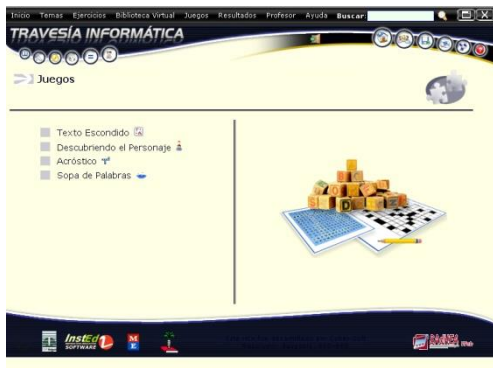 Inicio Temas Ejercicios Biblioteca Virtual Juegos Resultados Profesor Ayuda Buscar:
TRAVESÍA INFORMÁTICA
Juegos
Texto Escondido
Descubriendo el Personaje
Acróstico
Sopa de Palabras
InstEd
SOFTWARE
M
E